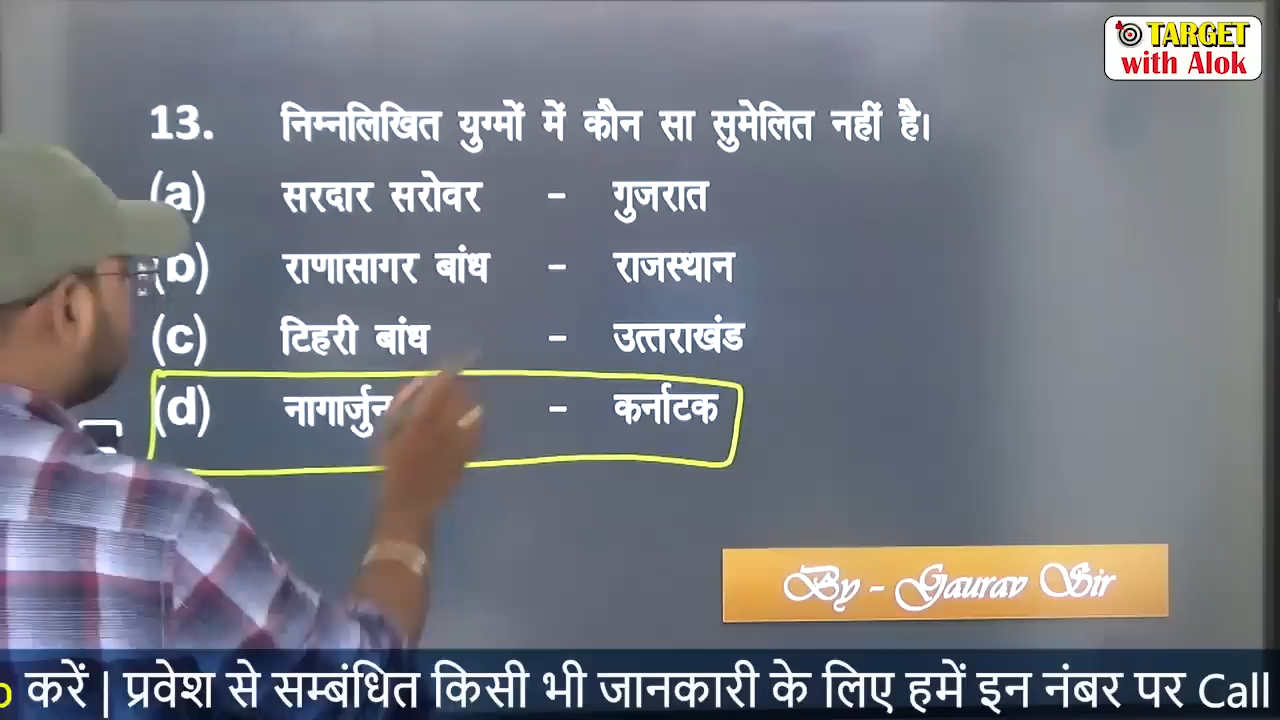 TARGET
with Alok
13. निम्नलिखित युग्मों में कौन सा सुमेलित नहीं है।
(a) सरदार सरोवर - गुजरात
(b) राणासागर बांध - राजस्थान
(c) टिहरी बांध - उत्तराखंड
(d) नागार्जुन - कर्नाटक
By - Gaurav Sir
करें | प्रवेश से सम्बंधित किसी भी जानकारी के लिए हमें इन नंबर पर Call